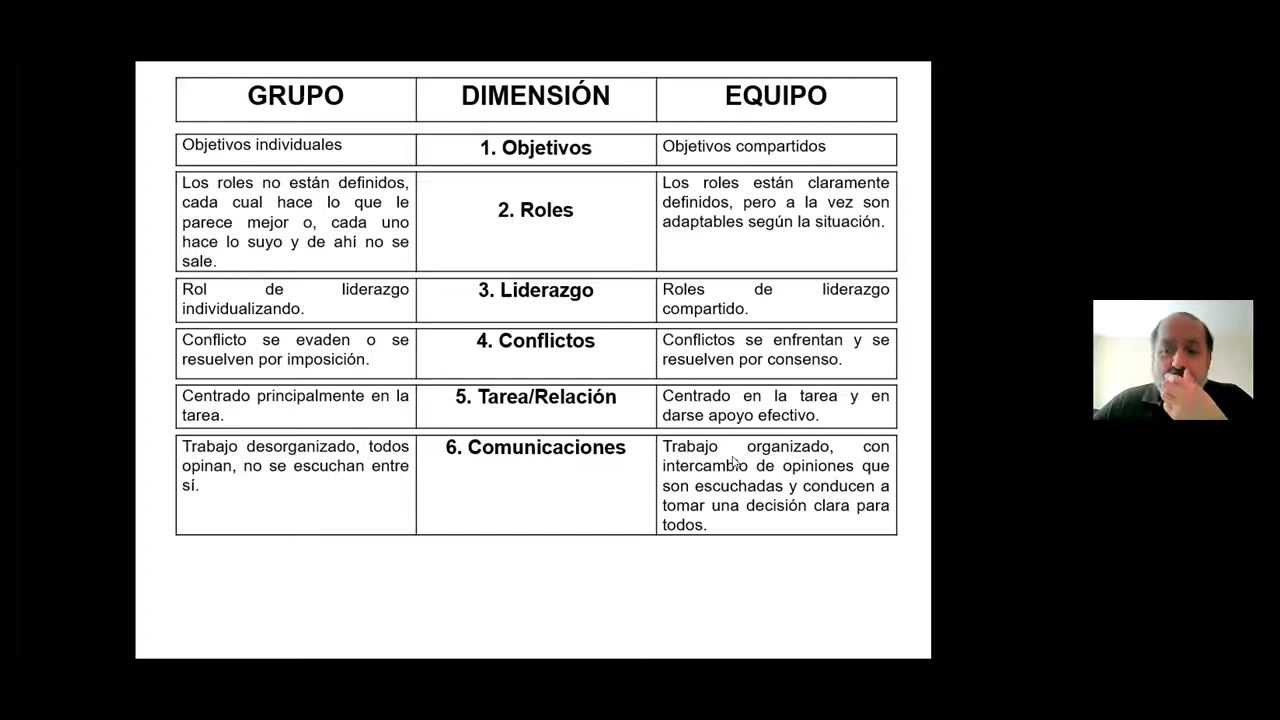 GRUPO DIMENSIÓN EQUIPO
Objetivos individuales
1. Objetivos
Objetivos compartidos
Los roles no están definidos,
cada cual hace lo que le
parece mejor o, cada uno
hace lo suyo y de ahí no se
sale.
2. Roles
Los roles están claramente
definidos, pero a la vez son
adaptables según la situación.
Rol de liderazgo
individualizando.
3. Liderazgo
Roles de liderazgo
compartido.
Conflicto se evaden o se
resuelven por imposición.
4. Conflictos
Conflictos se enfrentan y se
resuelven por consenso.
Centrado principalmente en la
tarea.
5. Tarea/Relación
Centrado en la tarea y en
darse apoyo efectivo.
Trabajo desorganizado, todos
opinan, no se escuchan entre
sí.
6. Comunicaciones
Trabajo organizado, con
intercambio de opiniones que
son escuchadas y conducen a
tomar una decisión clara para
todos.